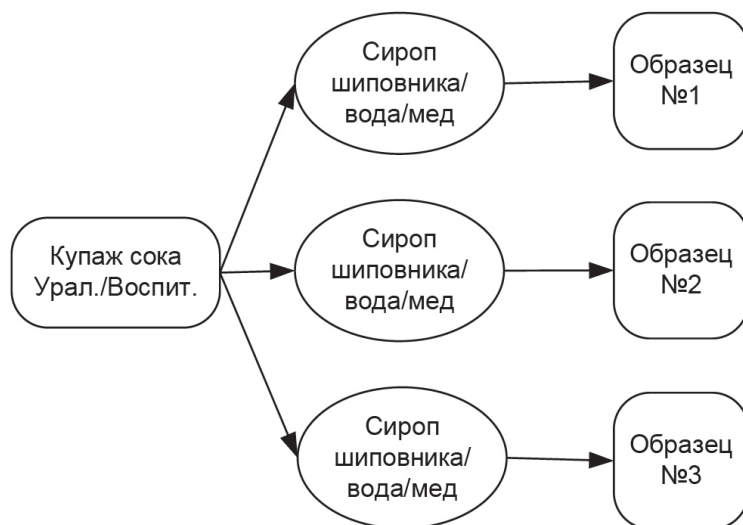 Сироп
шиповника/
вода/мед
Образец
№1
Купаж сока
Урал./Воспит.
Сироп
шиповника/
вода/мед
Образец
№2
Сироп
шиповника/
вода/мед
Образец
№3